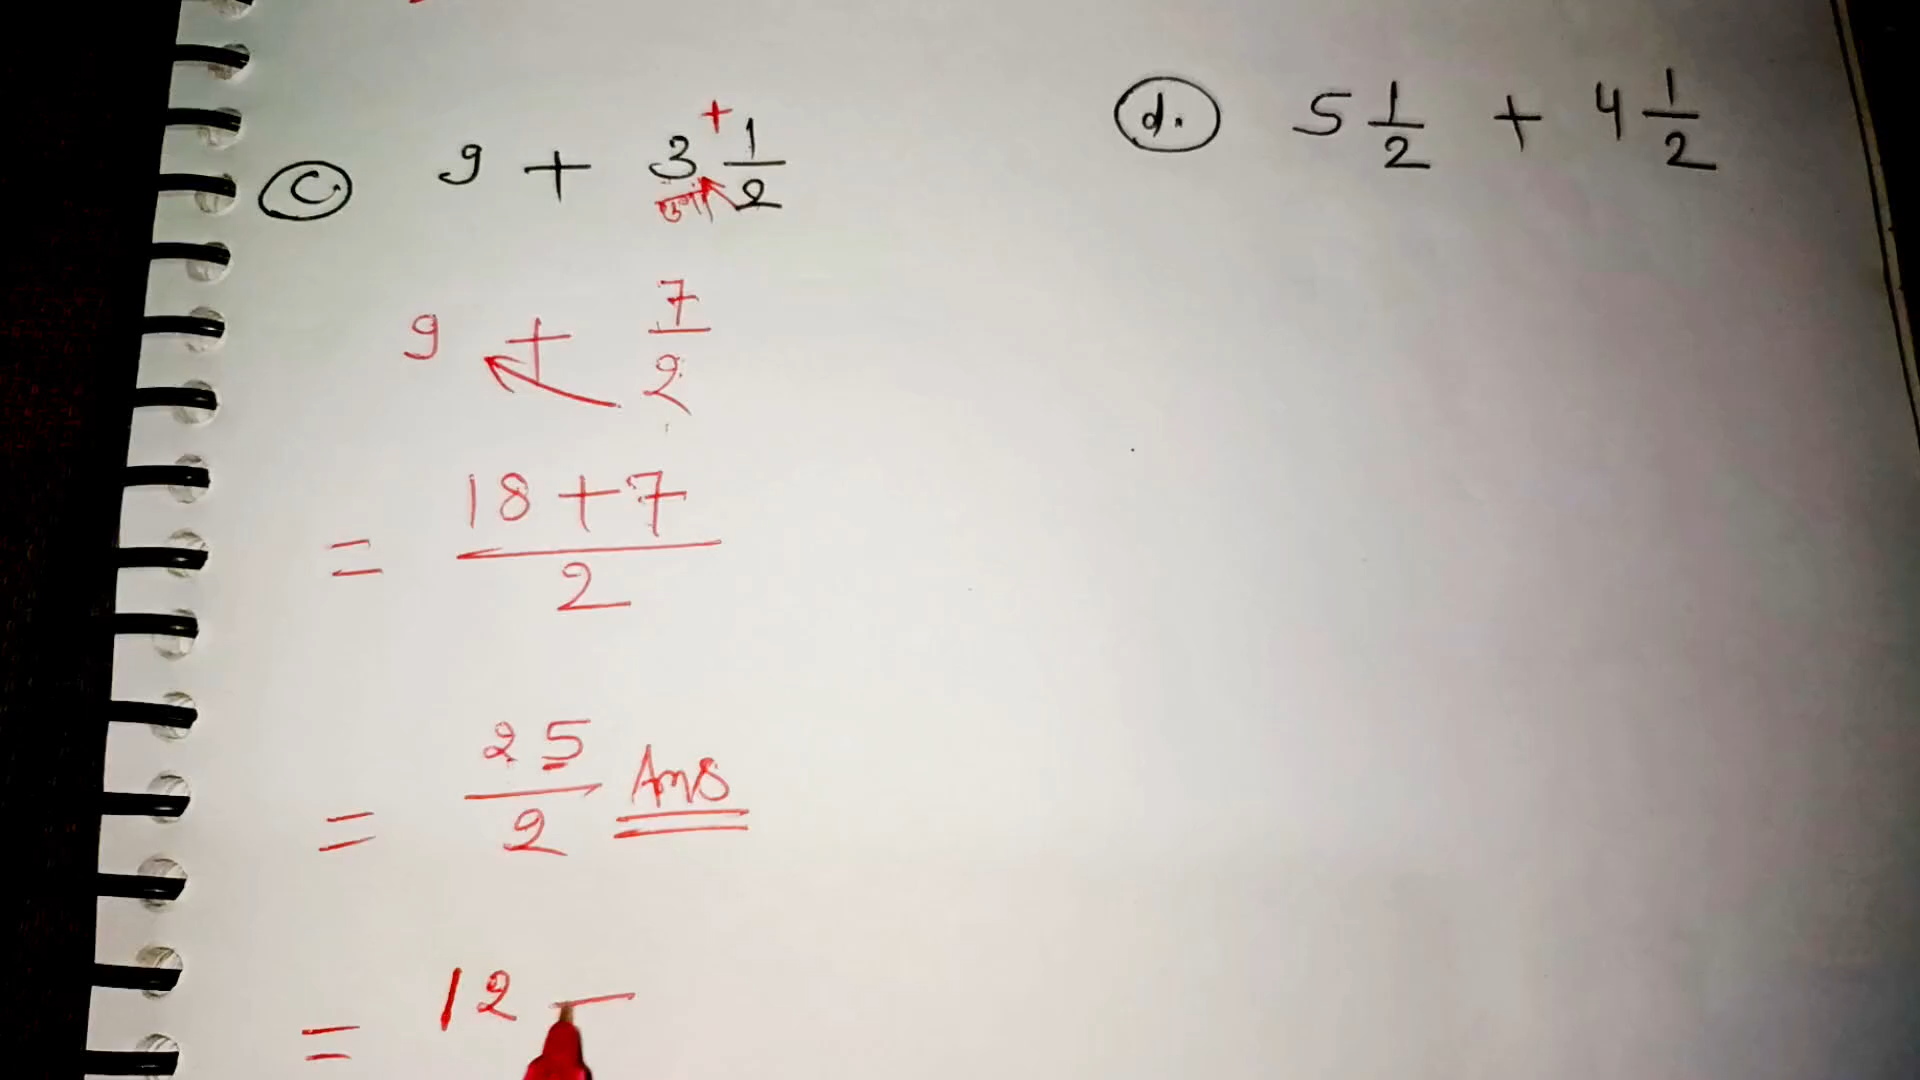 c. 9 + 3 + 1/2
गुणा
9 + 7/2
= 18 + 7 / 2
= 25/2 Ans
= 12
d. 5 1/2 + 4 1/2